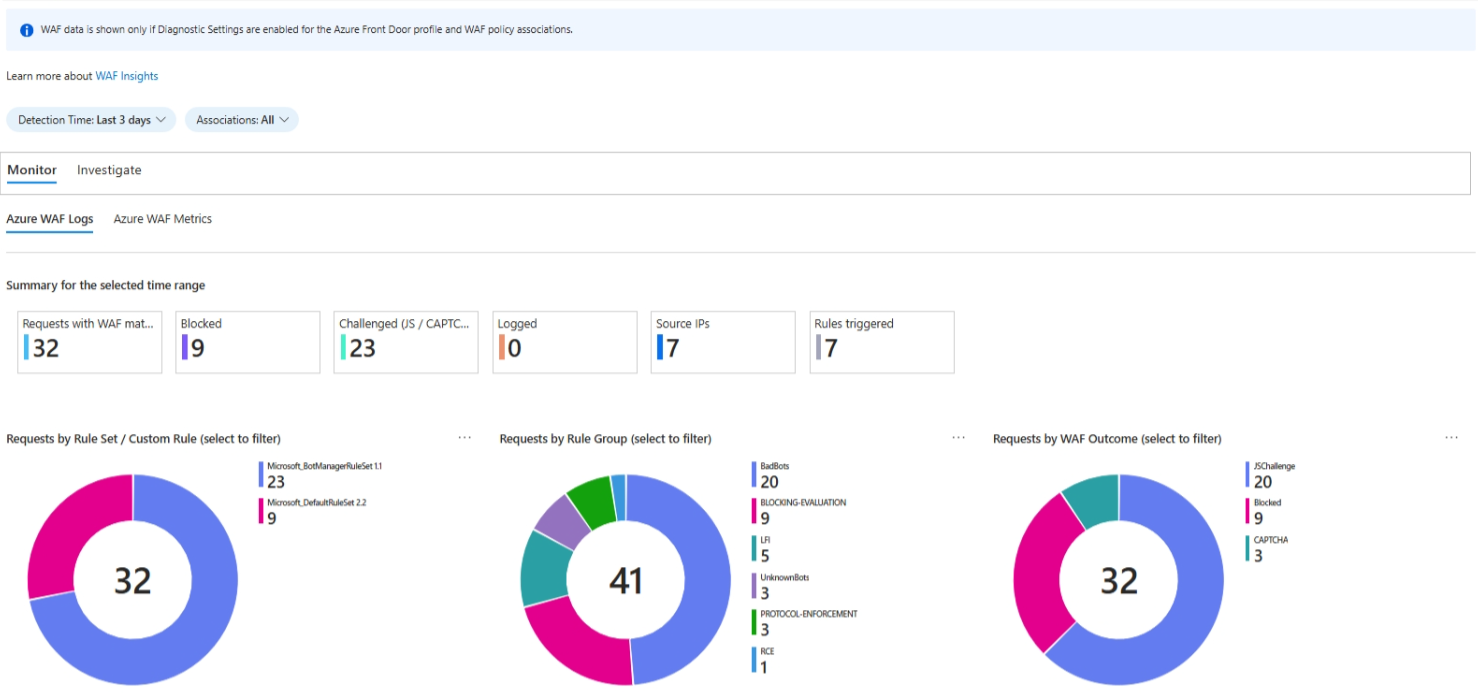 WAF data is shown only if Diagnostic Settings are enabled for the Azure Front Door profile and WAF policy associations.
Learn more about WAF Insights
Detection Time: Last 3 days
Associations: All
Monitor
Investigate
Azure WAF Logs
Azure WAF Metrics
Summary for the selected time range
Requests with WAF mat...
32
Blocked
9
Challenged (JS / CAPTC...
23
Logged
0
Source IPs
7
Rules triggered
7
Requests by Rule Set / Custom Rule (select to filter)
...
32
Microsoft_BotManagerRuleSet 1.1
23
Microsoft_DefaultRuleSet 2.2
9
Requests by Rule Group (select to filter)
...
41
BadBots
20
BLOCKING-EVALUATION
9
LFI
5
UnknownBots
3
PROTOCOL-ENFORCEMENT
3
RCE
1
Requests by WAF Outcome (select to filter)
...
32
JSChallenge
20
Blocked
9
CAPTCHA
3